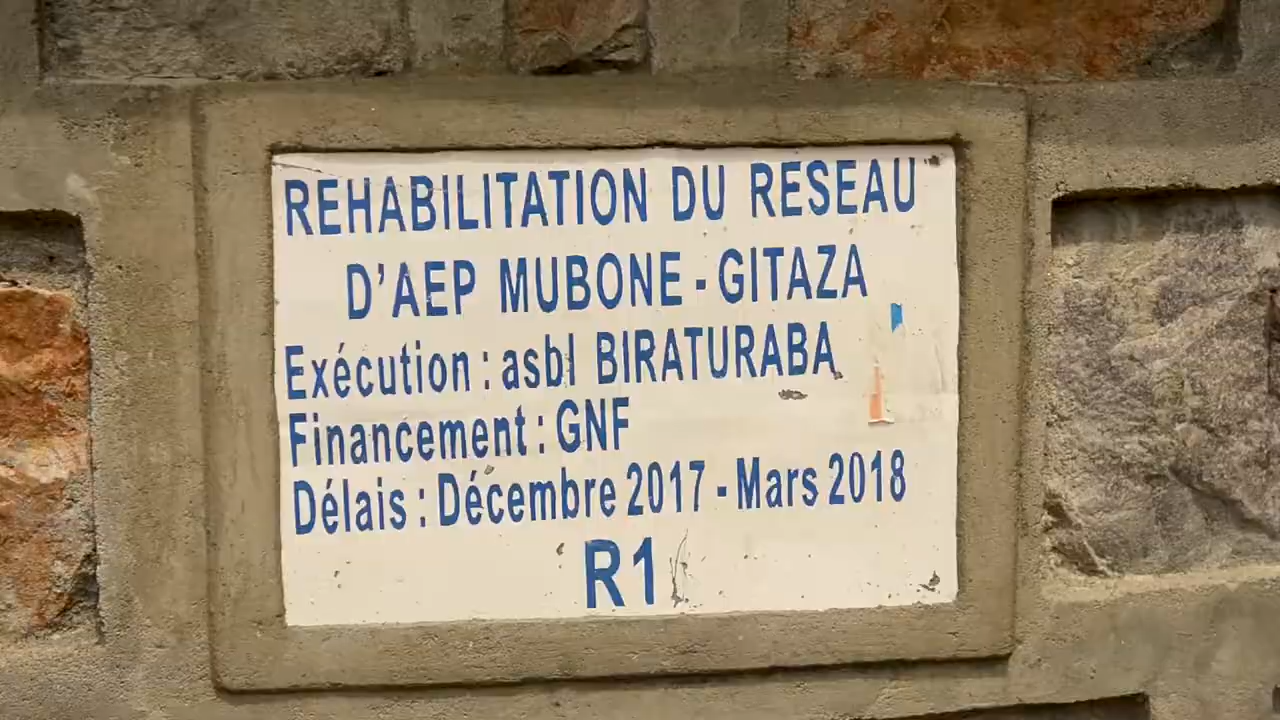 REHABILITATION DU RESEAU
D'AEP MUBONE - GITAZA
Exécution : asbl BIRATURABA
Financement : GNF
Délais : Décembre 2017 - Mars 2018
R1